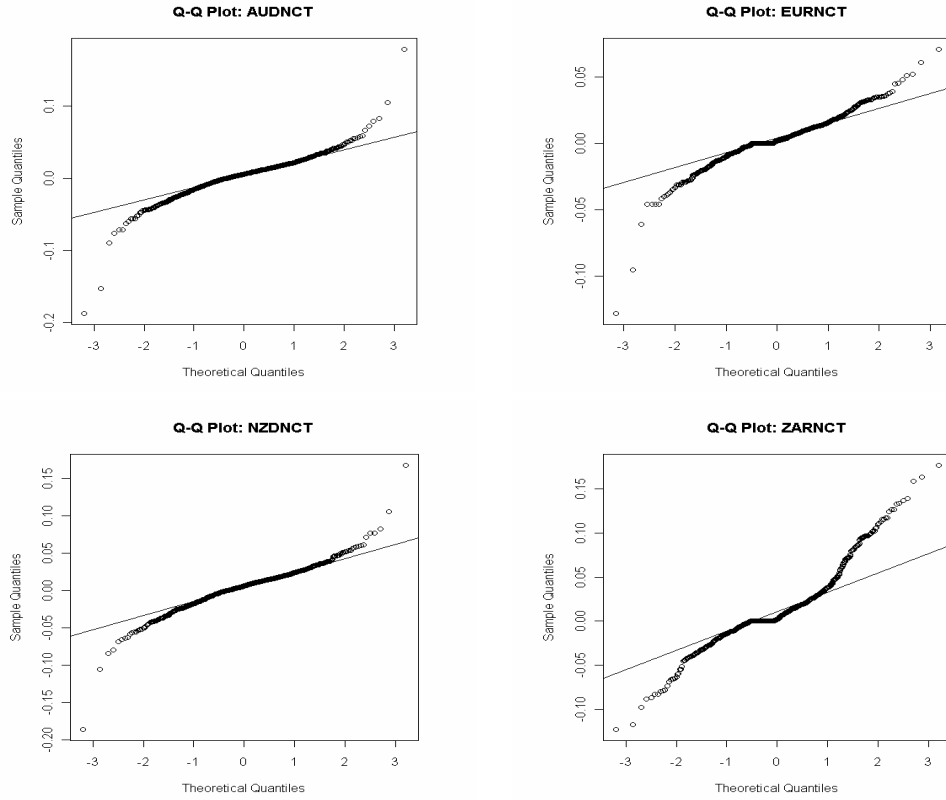 Q-Q Plot: AUDNCT
Sample Quantiles
0.1
0.0
-0.1
-0.2
-3 -2 -1 0 1 2 3
Theoretical Quantiles
Q-Q Plot: EURNCT
Sample Quantiles
0.05
0.00
-0.05
-0.10
-3 -2 -1 0 1 2 3
Theoretical Quantiles
Q-Q Plot: NZDNCT
Sample Quantiles
0.15
0.10
0.05
0.00
-0.05
-0.10
-0.15
-0.20
-3 -2 -1 0 1 2 3
Theoretical Quantiles
Q-Q Plot: ZARNCT
Sample Quantiles
0.15
0.10
0.05
0.00
-0.05
-0.10
-3 -2 -1 0 1 2 3
Theoretical Quantiles